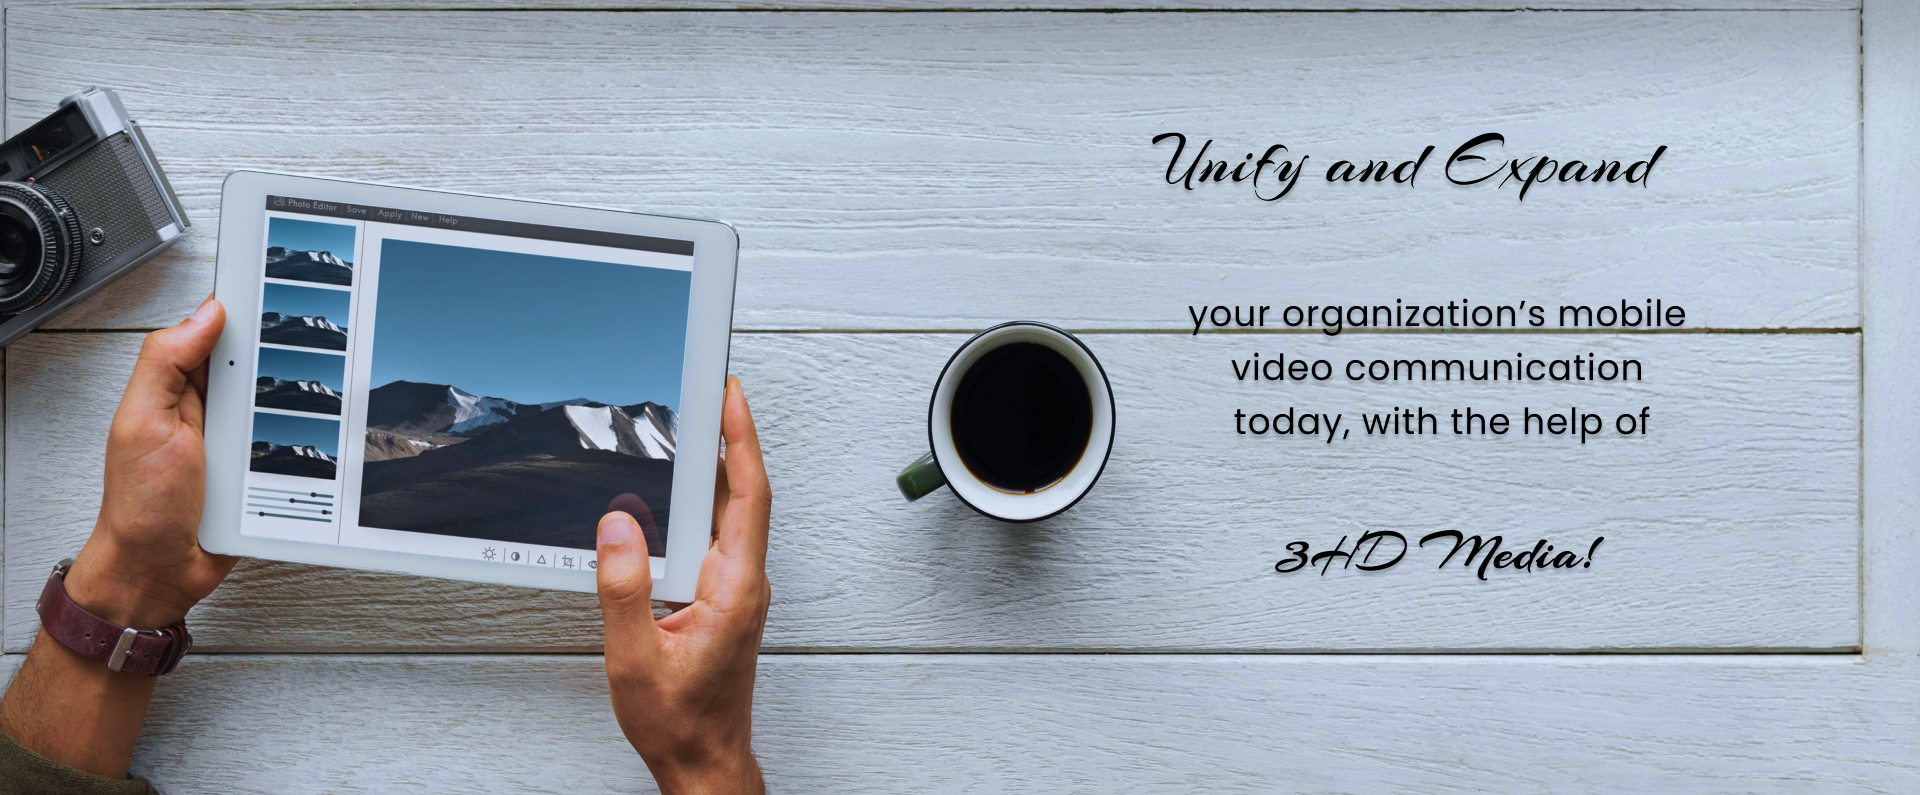 Photo Editor | Save | Apply | New | Help
Unify and Expand
your organization’s mobile
video communication
today, with the help of
3HD Media!